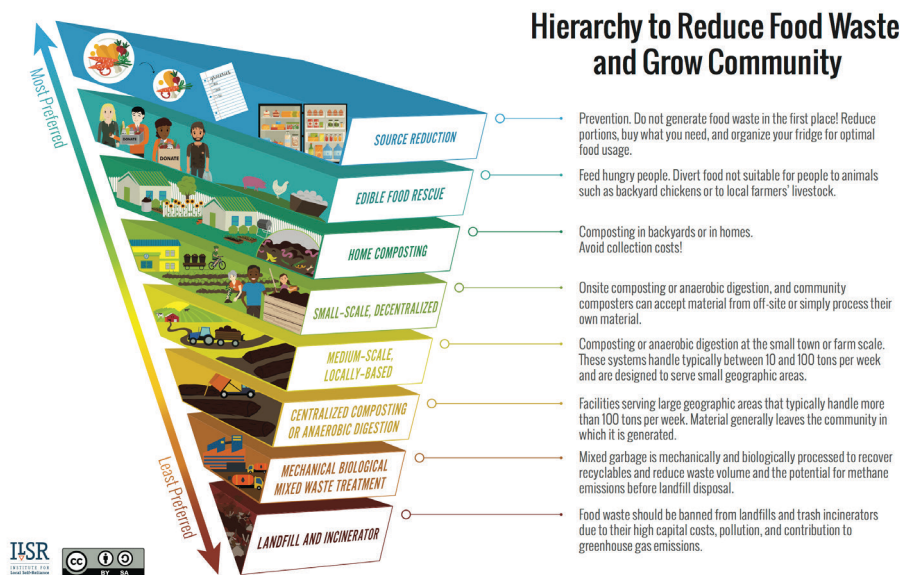 Hierarchy to Reduce Food Waste
and Grow Community
Most Preferred
groceries
DONATE
DONATE
SOURCE REDUCTION
Prevention. Do not generate food waste in the first place! Reduce
portions, buy what you need, and organize your fridge for optimal
food usage.
EDIBLE FOOD RESCUE
Feed hungry people. Divert food not suitable for people to animals
such as backyard chickens or to local farmers' livestock.
HOME COMPOSTING
Composting in backyards or in homes.
Avoid collection costs!
SMALL-SCALE, DECENTRALIZED
Onsite composting or anaerobic digestion, and community
composters can accept material from off-site or simply process their
own material.
MEDIUM-SCALE,
LOCALLY-BASED
Composting or anaerobic digestion at the small town or farm scale.
These systems handle typically between 10 and 100 tons per week
and are designed to serve small geographic areas.
CENTRALIZED COMPOSTING
OR ANAEROBIC DIGESTION
Facilities serving large geographic areas that typically handle more
than 100 tons per week. Material generally leaves the community in
which it is generated.
MECHANICAL BIOLOGICAL
MIXED WASTE TREATMENT
Mixed garbage is mechanically and biologically processed to recover
recyclables and reduce waste volume and the potential for methane
emissions before landfill disposal.
Least Preferred
LANDFILL AND INCINERATOR
Food waste should be banned from landfills and trash incinerators
due to their high capital costs, pollution, and contribution to
greenhouse gas emissions.
ILSR
INSTITUTE FOR
Local Self-Reliance
cc
BY SA